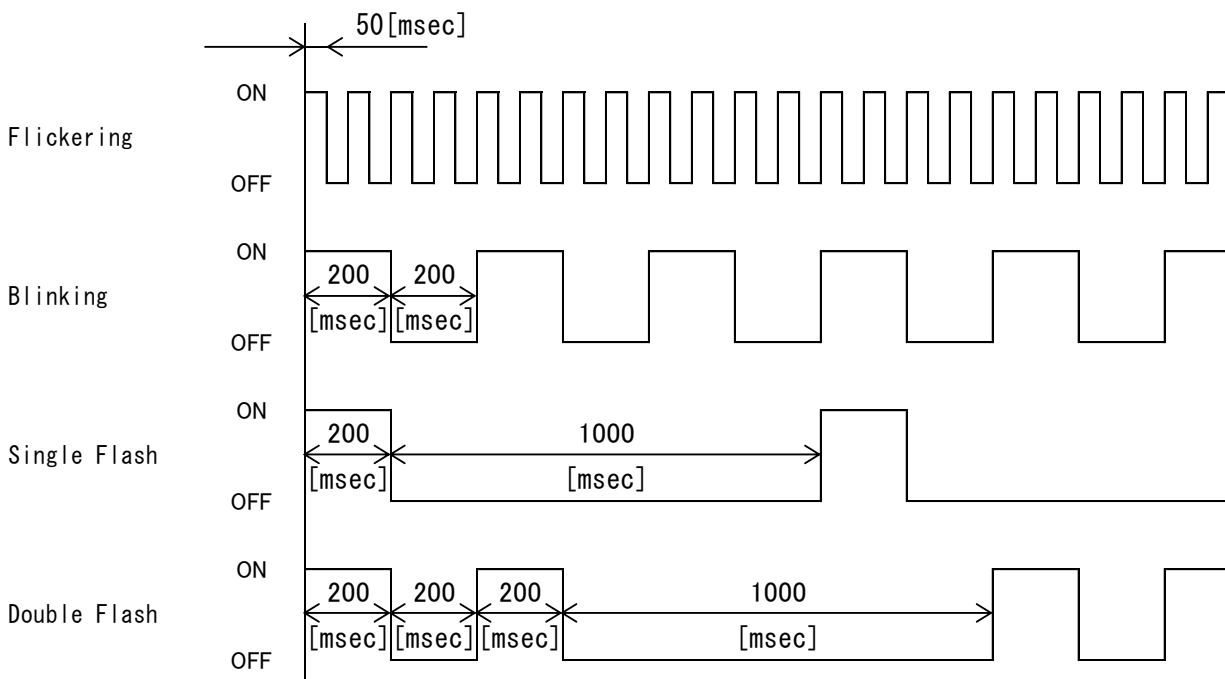 50[msec]
ON
Flickering
OFF
ON
200 200
Blinking
[msec] [msec]
OFF
ON
200 1000
Single Flash
[msec] [msec]
OFF
ON
200 200 200 1000
Double Flash
[msec] [msec] [msec] [msec]
OFF